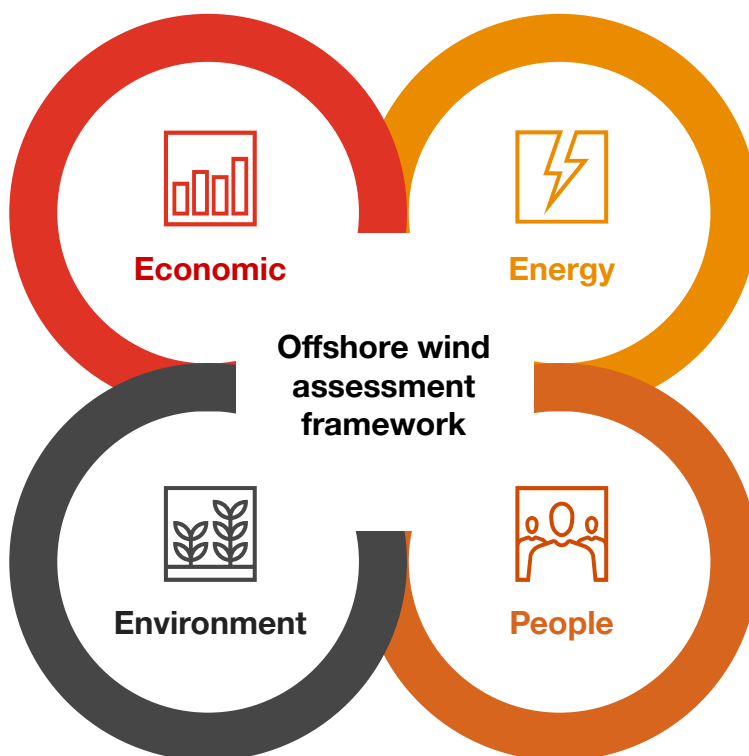 Economic
Energy
Offshore wind
assessment
framework
Environment
People